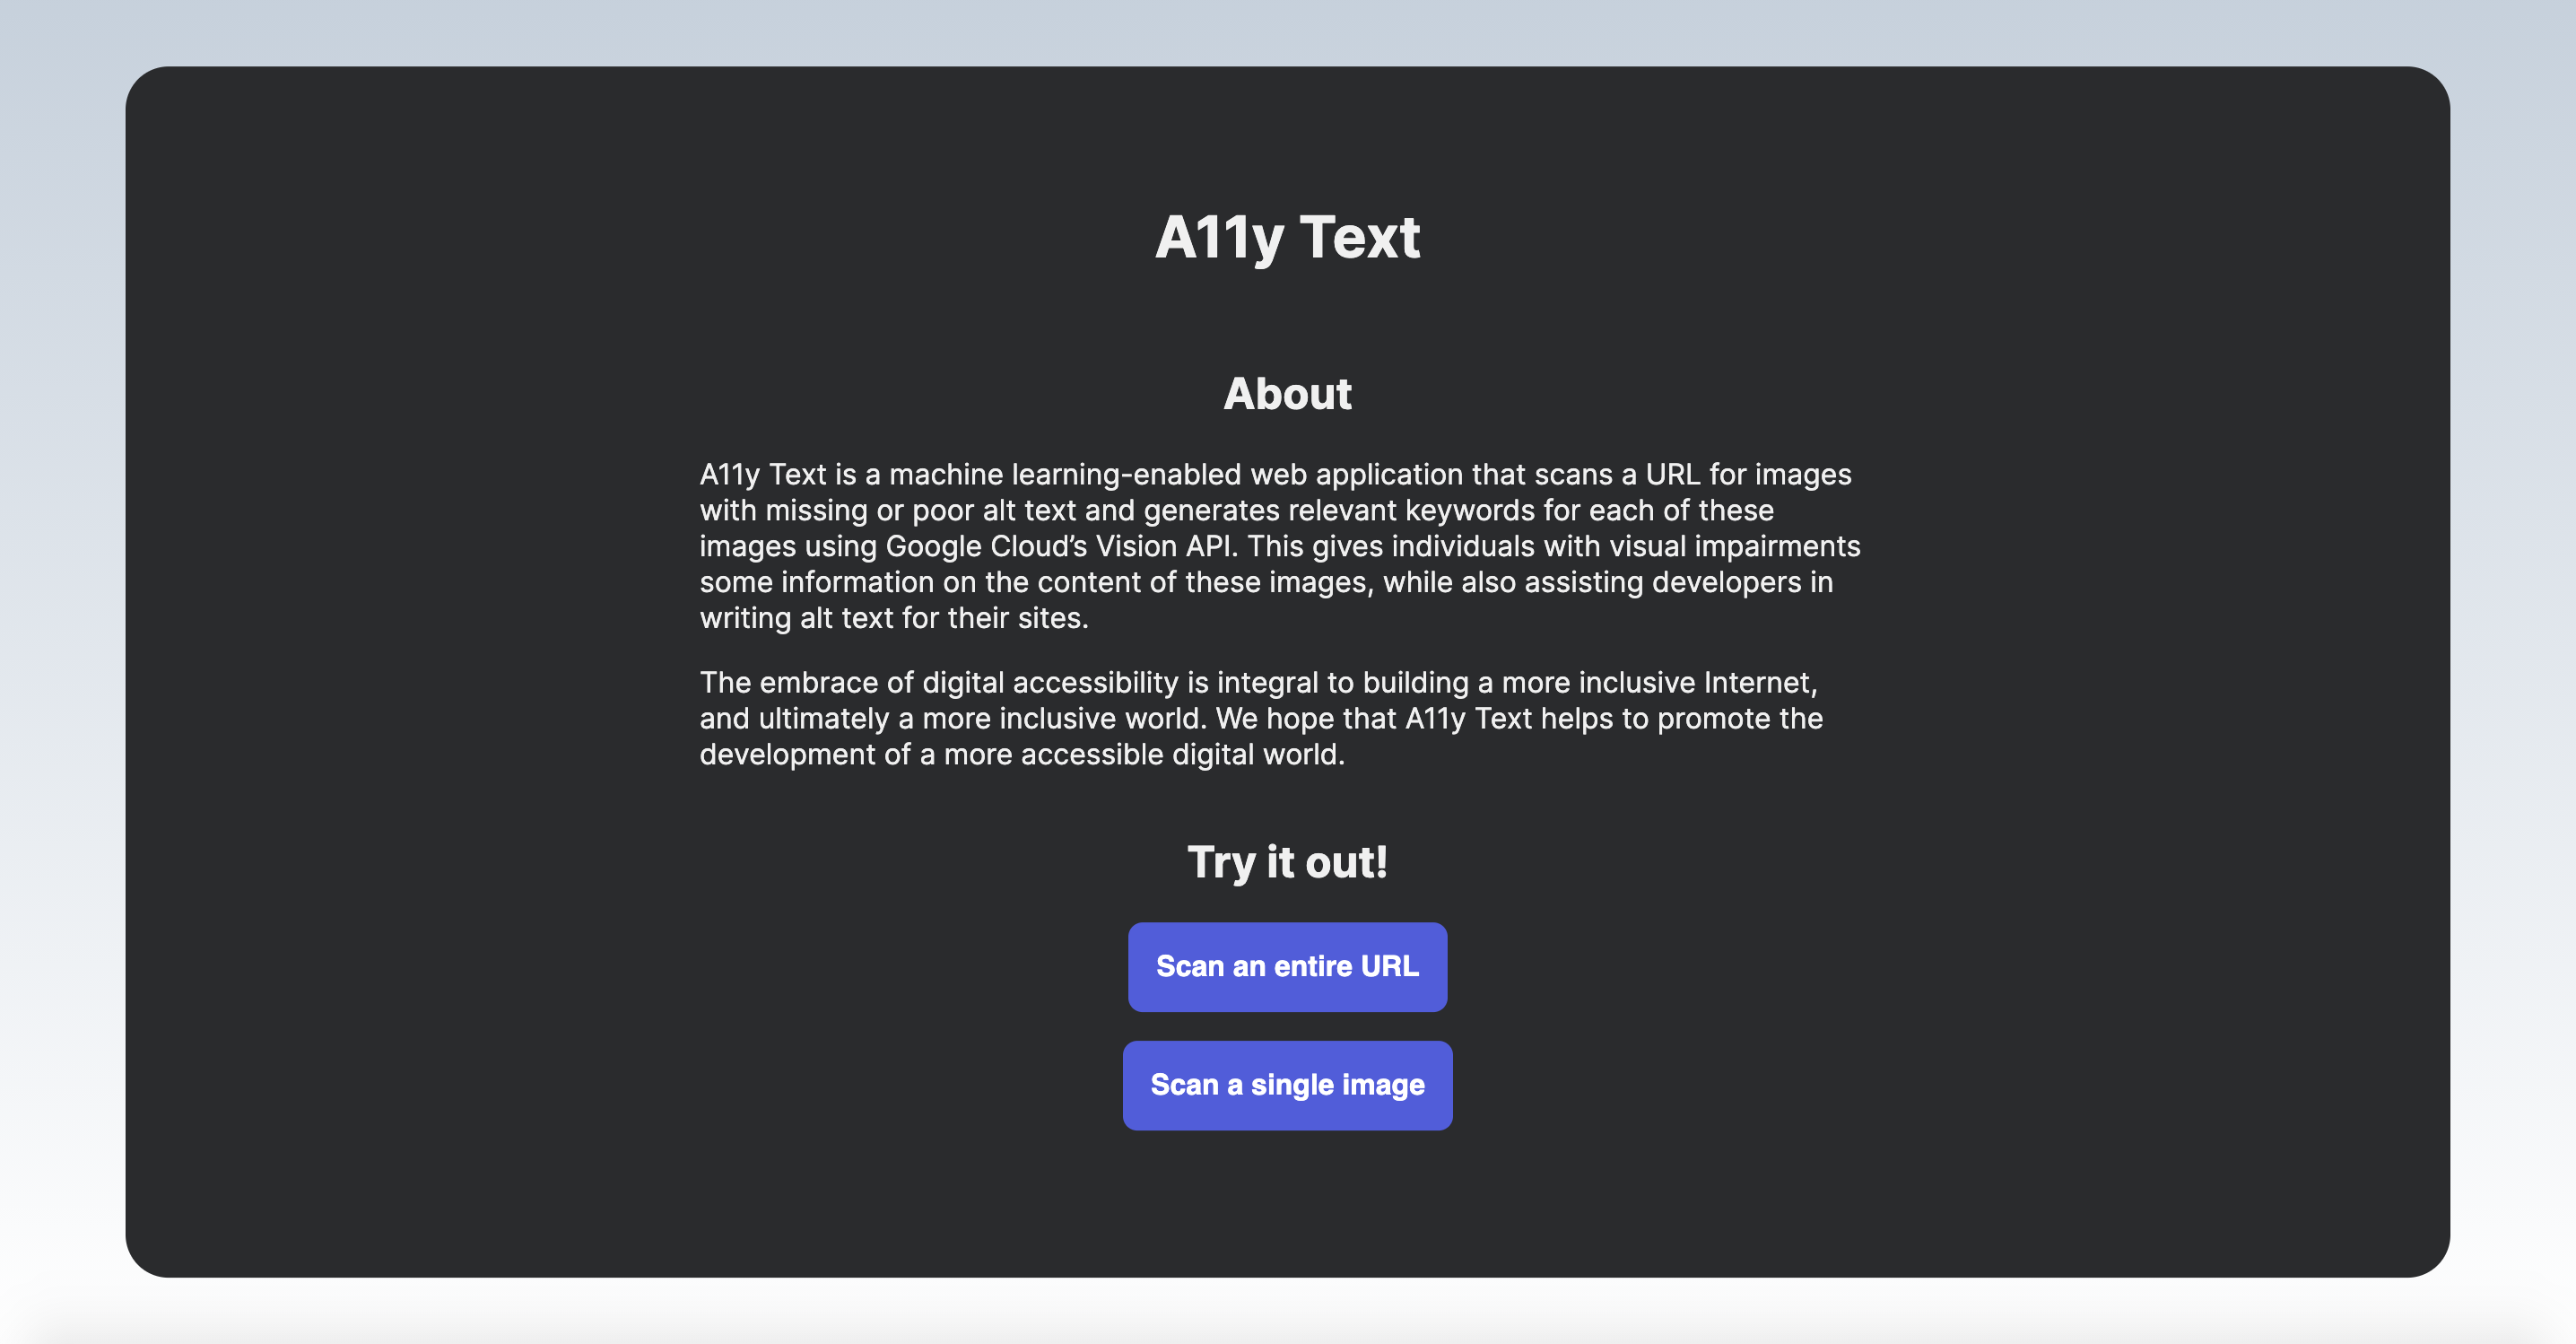 A11y Text
About
A11y Text is a machine learning-enabled web application that scans a URL for images
with missing or poor alt text and generates relevant keywords for each of these
images using Google Cloud’s Vision API. This gives individuals with visual impairments
some information on the content of these images, while also assisting developers in
writing alt text for their sites.
The embrace of digital accessibility is integral to building a more inclusive Internet,
and ultimately a more inclusive world. We hope that A11y Text helps to promote the
development of a more accessible digital world.
Try it out!
Scan an entire URL
Scan a single image